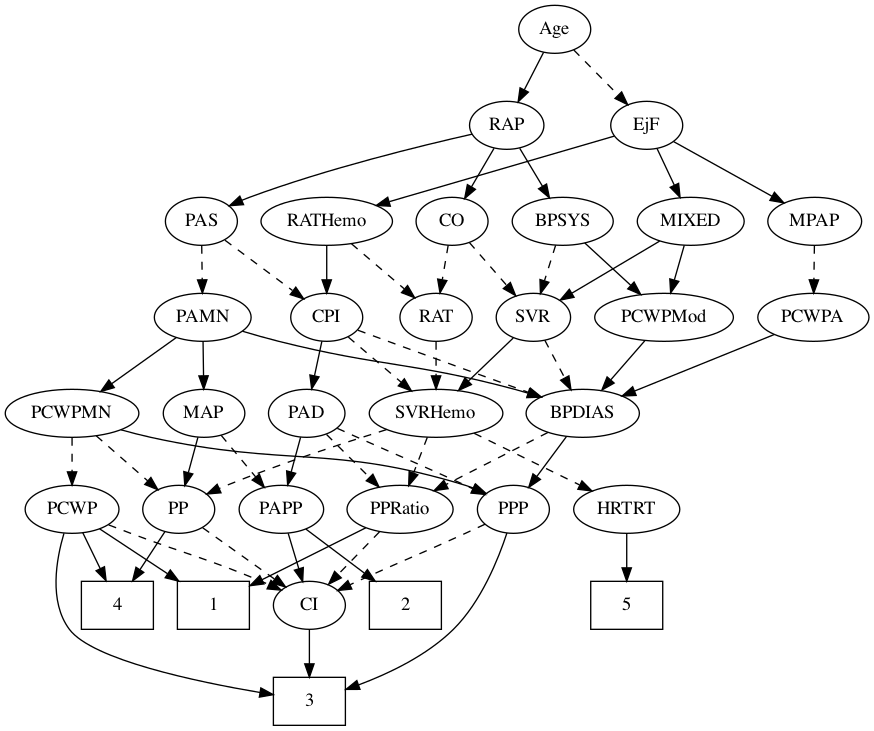 Age
RAP
EjF
PAS
RATHemo
CO
BPSYS
MIXED
MPAP
PAMN
CPI
RAT
SVR
PCWPMod
PCWPA
PCWPMN
MAP
PAD
SVRHemo
BPDIAS
PCWP
PP
PAPP
PPRatio
PPP
HRTRT
4
1
CI
2
5
3